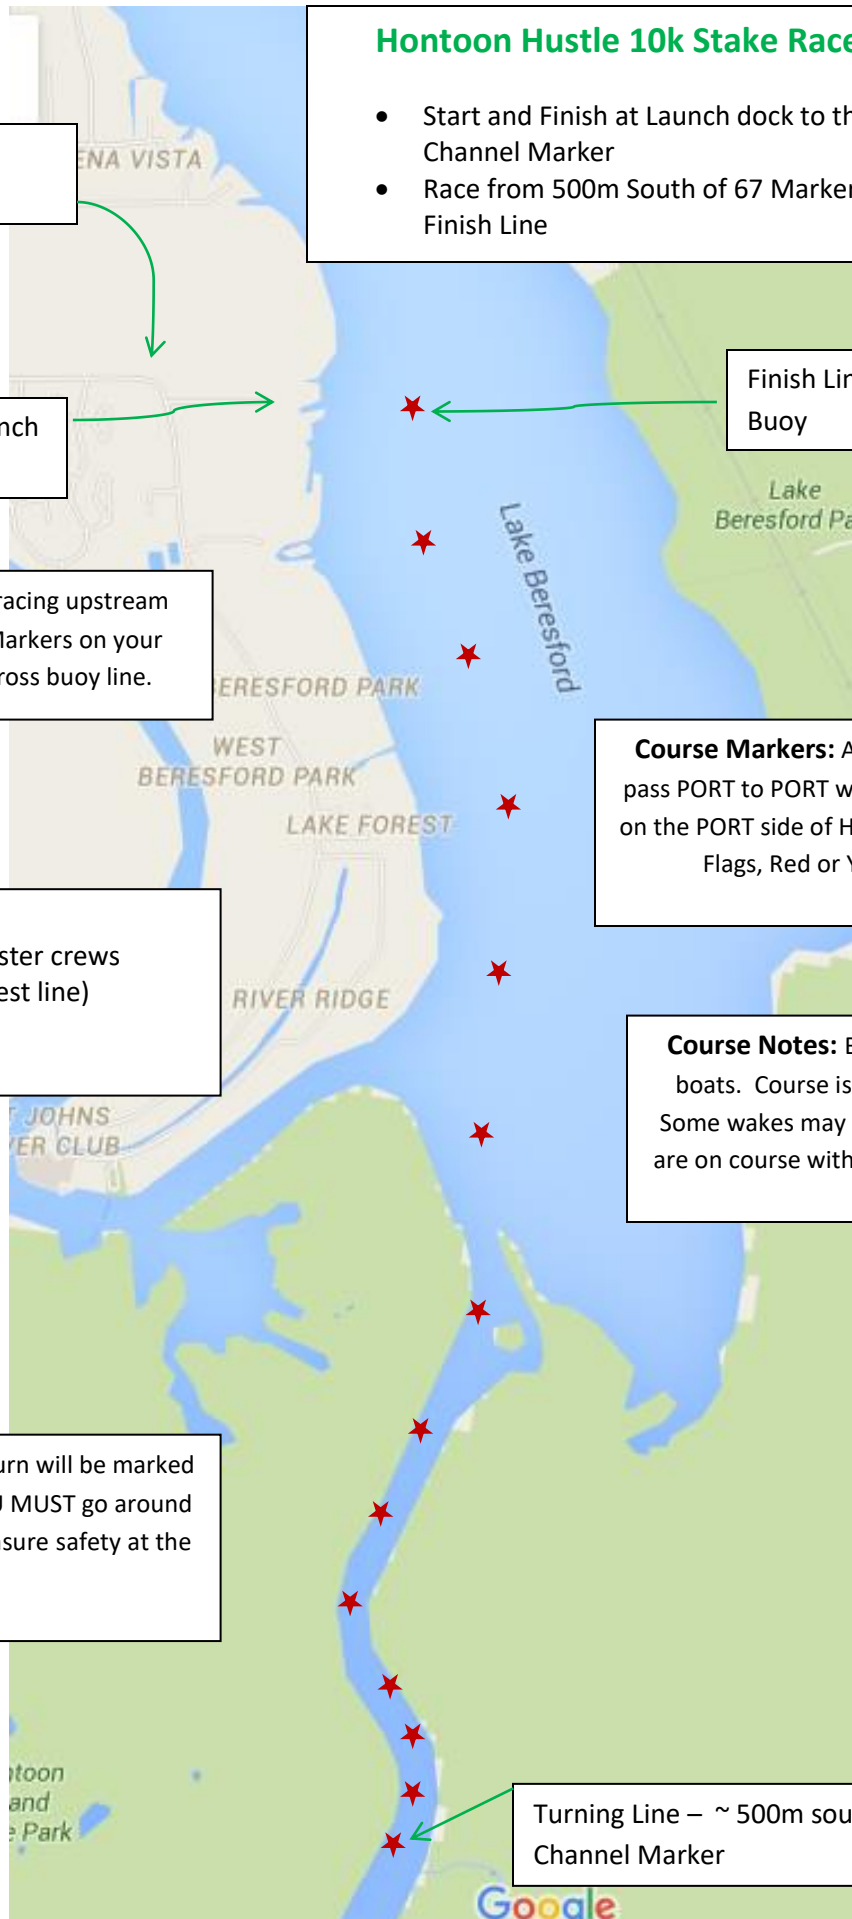 Hontoon Hustle 10k Stake Race
• Start and Finish at Launch dock to th
Channel Marker
• Race from 500m South of 67 Marker
Finish Line
ENA VISTA
Finish Lin
Buoy
nch
Lake
Beresford Pa
Lake Beresford
racing upstream
Markers on your
ross buoy line.
BERESFORD PARK
WEST
BERESFORD PARK
LAKE FOREST
Course Markers: A
pass PORT to PORT w
on the PORT side of H
Flags, Red or Y
ster crews
est line)
RIVER RIDGE
Course Notes: B
boats. Course is
Some wakes may
are on course with
T JOHNS
VER CLUB
urn will be marked
U MUST go around
nsure safety at the
ntoon
and
e Park
Turning Line – ~ 500m sou
Channel Marker
Google